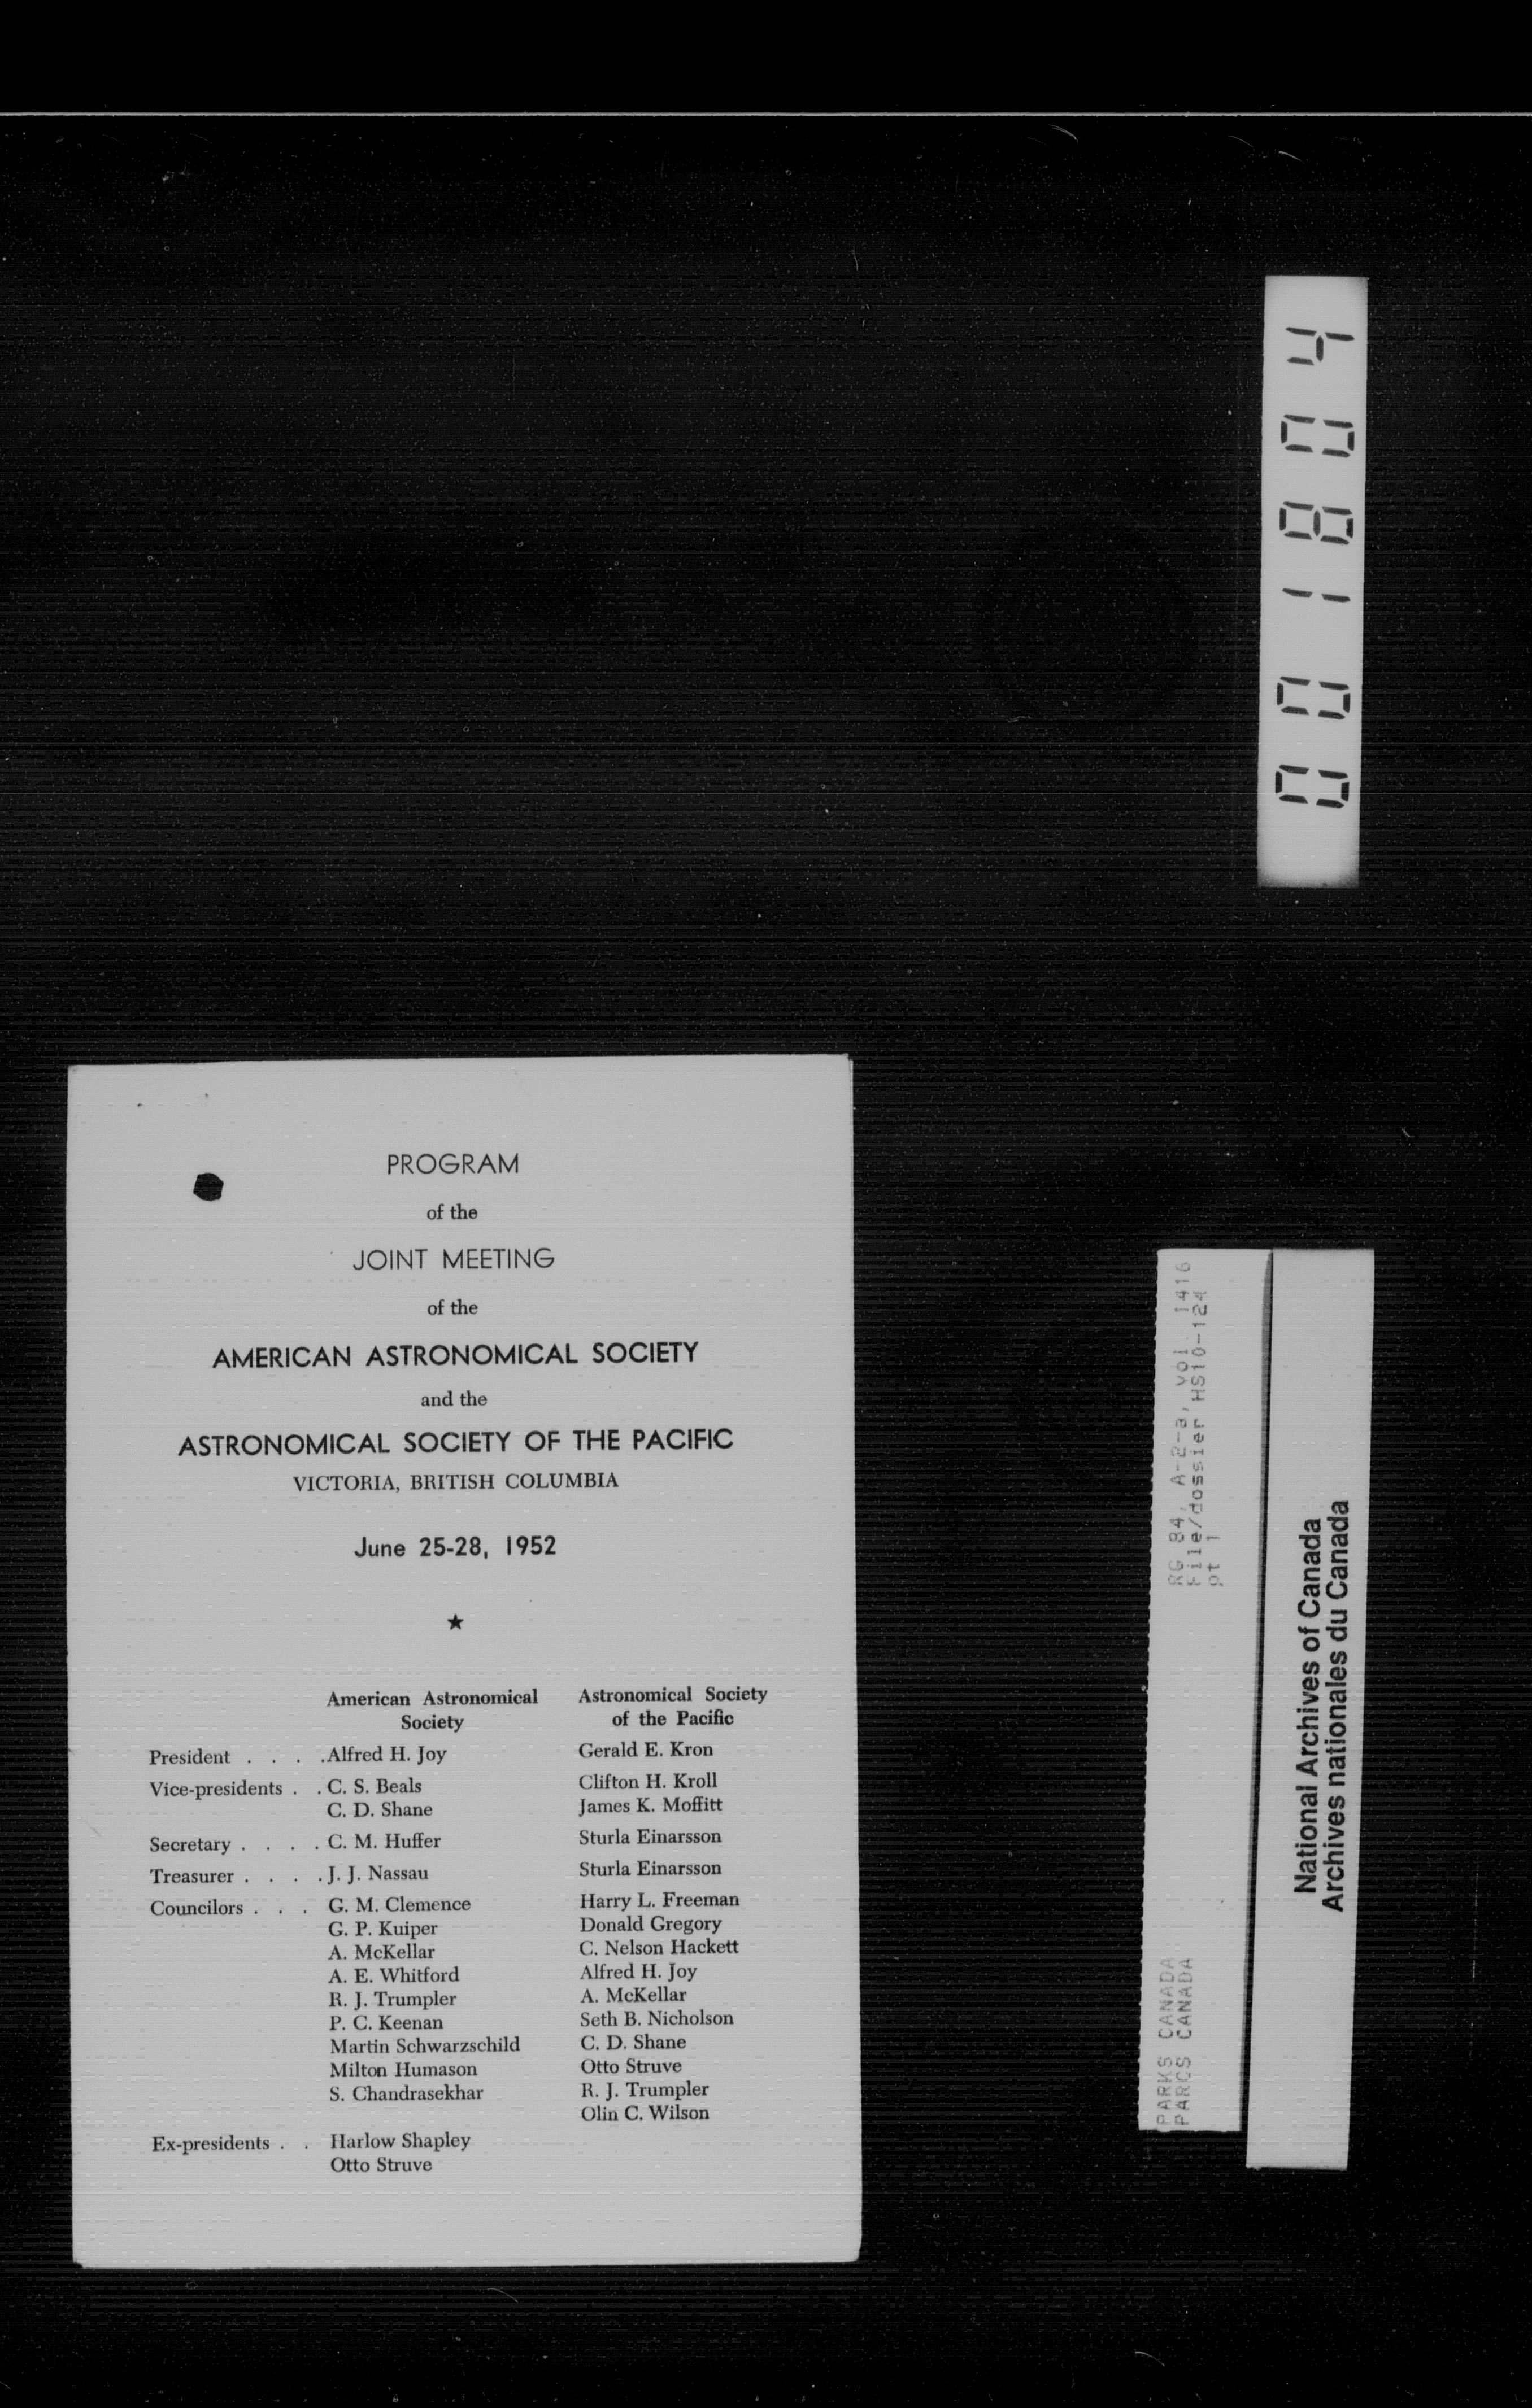 PROGRAM
of the
JOINT MEETING
of the
AMERICAN ASTRONOMICAL SOCIETY
and the
ASTRONOMICAL SOCIETY OF THE PACIFIC
VICTORIA, BRITISH COLUMBIA
June 25-28, 1952
★
American Astronomical Society    Astronomical Society of the Pacific
President . . . . Alfred H. Joy    Gerald E. Kron
Vice-presidents . . C. S. Beals    Clifton H. Kroll
C. D. Shane    James K. Moffitt
Secretary . . . . C. M. Huffer    Sturla Einarsson
Treasurer . . . . J. J. Nassau    Sturla Einarsson
Councilors . . . G. M. Clemence    Harry L. Freeman
G. P. Kuiper    Donald Gregory
A. McKellar    C. Nelson Hackett
A. E. Whitford    Alfred H. Joy
R. J. Trumpler    A. McKellar
P. C. Keenan    Seth B. Nicholson
Martin Schwarzschild    C. D. Shane
Milton Humason    Otto Struve
S. Chandrasekhar    R. J. Trumpler
Olin C. Wilson
Ex-presidents . . Harlow Shapley
Otto Struve
001804
PARKS CANADA
PARCS CANADA
RG 84, A-2-a, vol. 1416
File/dossier HS10-124
pt 1
National Archives of Canada
Archives nationales du Canada